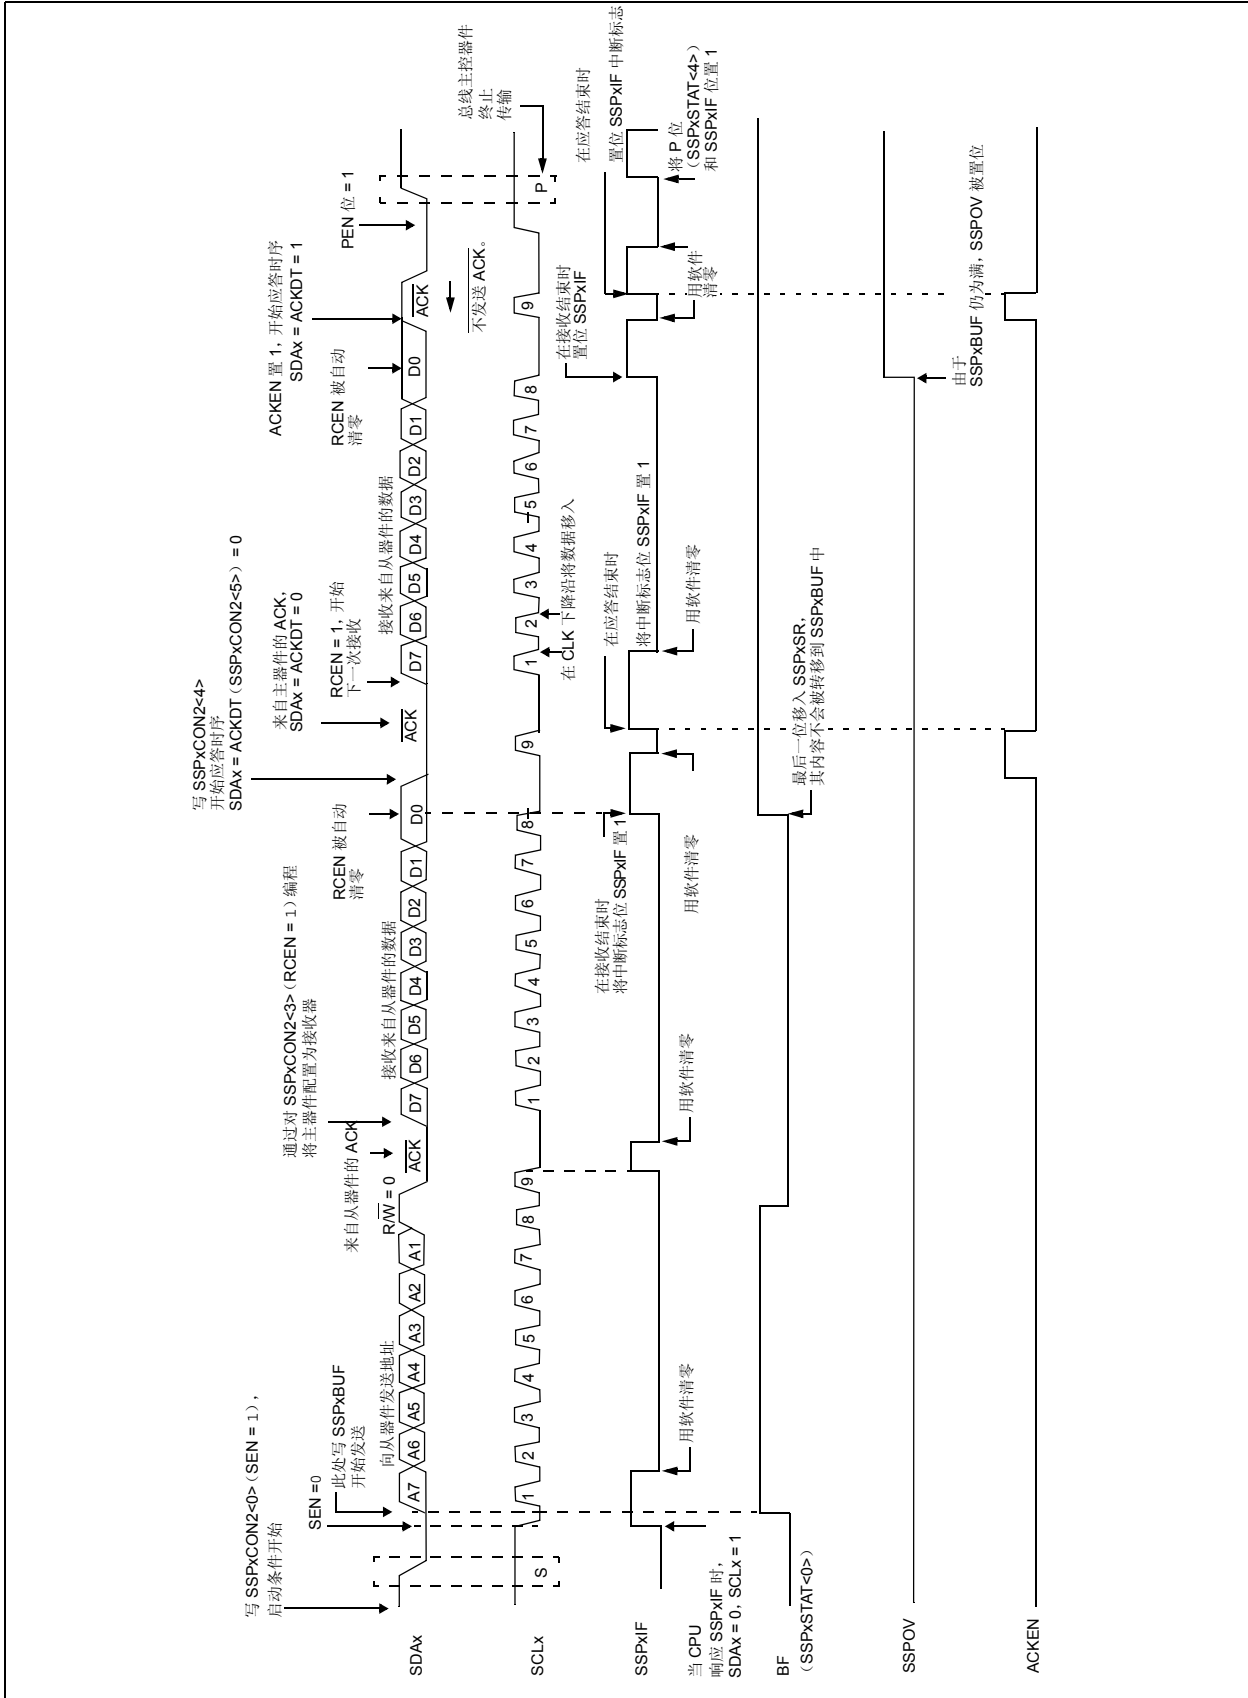 写 SSPxCON2<0>（SEN = 1），
启动条件开始
SEN =0
此处写 SSPxBUF
开始发送
向从器件发送地址
来自从器件的 ACK
R/W = 0
通过对 SSPxCON2<3>（RCEN = 1）编程
将主器件配置为接收器
接收来自从器件的数据
RCEN 被自动
清零
写 SSPxCON2<4>
开始应答时序
SDAx = ACKDT（SSPxCON2<5>）= 0
来自主器件的 ACK，
SDAx = ACKDT = 0
RCEN = 1，开始
下一次接收
接收来自从器件的数据
RCEN 被自动
清零
ACKEN 置 1，开始应答时序
SDAx = ACKDT = 1
PEN 位 = 1
总线主控器件
终止
传输
SDAx
A7 A6 A5 A4 A3 A2 A1
ACK
D7 D6 D5 D4 D3 D2 D1 D0
ACK
D7 D6 D5 D4 D3 D2 D1 D0
ACK
不发送 ACK。
SCLx
S
1 2 3 4 5 6 7 8 9
1 2 3 4 5 6 7 8 9
1 2 3 4 5 6 7 8 9
P
在 CLK 下降沿将数据移入
SSPxIF
在接收结束时
将中断标志位 SSPxIF 置 1
在应答结束时
将中断标志位 SSPxIF 置 1
在接收结束时
置位 SSPxIF
在应答结束时
置位 SSPxIF 中断标志
当 CPU
响应 SSPxIF 时，
SDAx = 0, SCLx = 1
用软件清零
用软件清零
用软件清零
用软件清零
用软件
清零
将 P 位
（SSPxSTAT<4>）
和 SSPxIF 位置 1
BF
（SSPxSTAT<0>）
最后一位移入 SSPxSR，
其内容不会被转移到 SSPxBUF 中
SSPOV
由于
SSPxBUF 仍为满，SSPOV 被置位
ACKEN